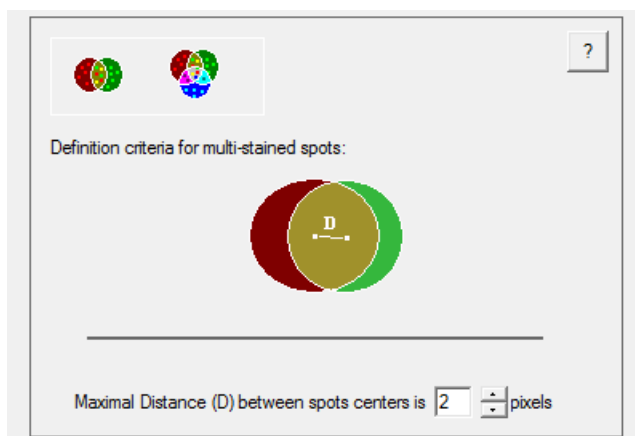 ?
Definition criteria for multi-stained spots:
D
Maximal Distance (D) between spots centers is 2 pixels